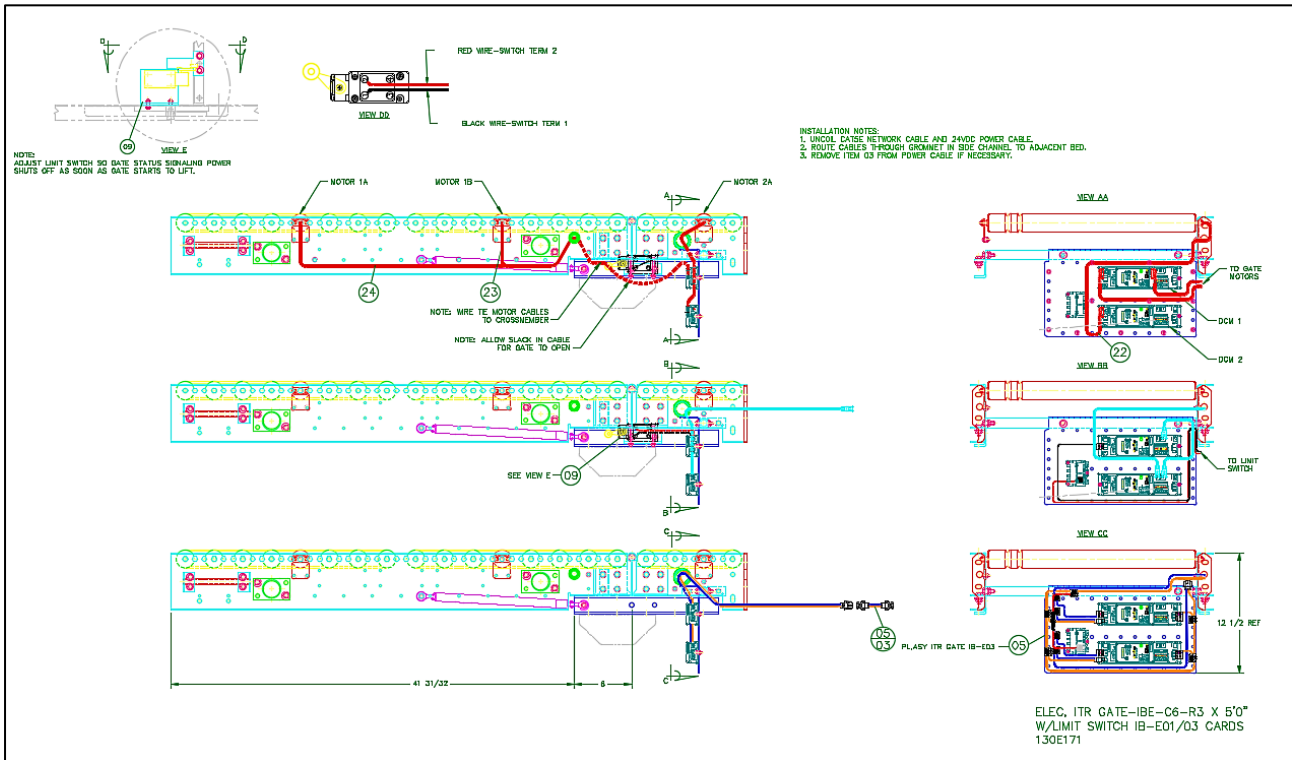 D
D
RED WIRE-SWITCH TERM 2
VIEW DD
BLACK WIRE-SWITCH TERM 1
09
VIEW E
NOTE:
ADJUST LIMIT SWITCH SO GATE STATUS SIGNALING POWER
SHUTS OFF AS SOON AS GATE STARTS TO LIFT.
INSTALLATION NOTES:
1. UNCOIL CAT5E NETWORK CABLE AND 24VDC POWER CABLE.
2. ROUTE CABLES THROUGH GROMMET IN SIDE CHANNEL TO ADJACENT BED.
3. REMOVE ITEM 03 FROM POWER CABLE IF NECESSARY.
MOTOR 1A
MOTOR 1B
A
MOTOR 2A
24
23
NOTE: WIRE TIE MOTOR CABLES
TO CROSSMEMBER
NOTE: ALLOW SLACK IN CABLE
FOR GATE TO OPEN
A
VIEW AA
TO GATE
MOTORS
DCM 1
DCM 2
22
B
SEE VIEW E
09
B
VIEW BB
TO LIMIT
SWITCH
C
05
03
C
41 31/32
6
VIEW CC
PL,ASY ITR GATE IB-E03
05
12 1/2 REF
ELEC, ITR GATE-IBE-C6-R3 X 5'0"
W/LIMIT SWITCH IB-E01/03 CARDS
130E171